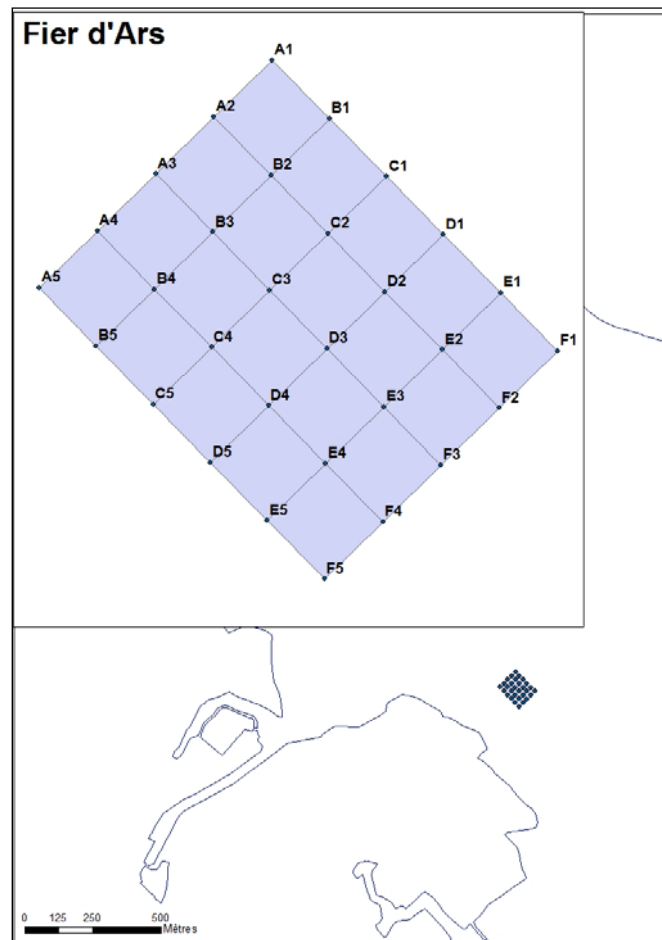 Fier d'Ars
A1
A2
B1
A3
B2
C1
A4
B3
C2
D1
A5
B4
C3
D2
E1
B5
C4
D3
E2
F1
C5
D4
E3
F2
D5
E4
F3
E5
F4
F5
0 125 250 500
Mètres